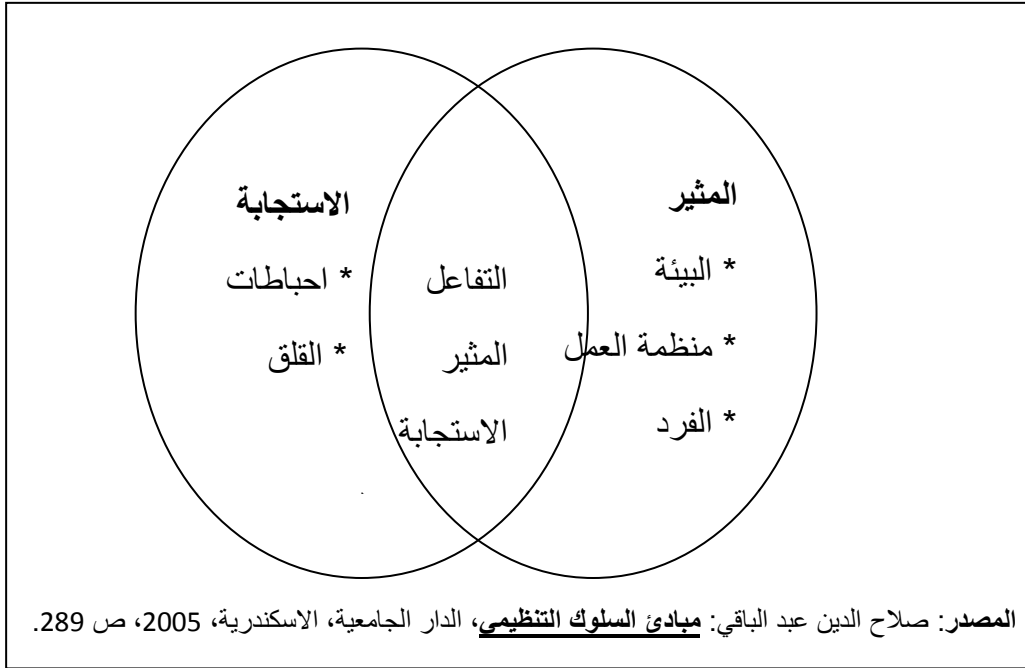 المثير
* البيئة
* منظمة العمل
* الفرد
التفاعل
المثير
الاستجابة
الاستجابة
* احباطات
* القلق
المصدر: صلاح الدين عبد الباقي: مبادئ السلوك التنظيمي، الدار الجامعية، الاسكندرية، 2005، ص 289.